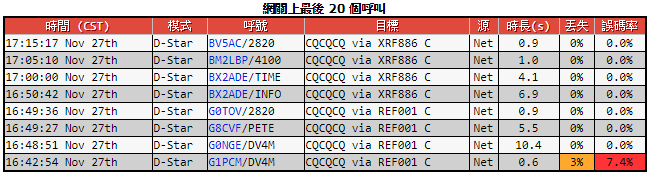 網關上最後 20 個呼叫
時間 (CST) 模式 呼號 目標 源 時長(s) 丟失 誤碼率
17:15:17 Nov 27th D-Star BV5AC/2820 CQCQCQ via XRF886 C Net 0.9 0% 0.0%
17:05:10 Nov 27th D-Star BM2LBP/4100 CQCQCQ via XRF886 C Net 1.0 0% 0.0%
17:00:00 Nov 27th D-Star BX2ADE/TIME CQCQCQ via XRF886 C Net 4.1 0% 0.0%
16:50:42 Nov 27th D-Star BX2ADE/INFO CQCQCQ via XRF886 C Net 6.9 0% 0.0%
16:49:36 Nov 27th D-Star G0TOV/2820 CQCQCQ via REF001 C Net 0.9 0% 0.0%
16:49:27 Nov 27th D-Star G8CVF/PETE CQCQCQ via REF001 C Net 5.5 0% 0.0%
16:48:51 Nov 27th D-Star G0NGE/DV4M CQCQCQ via REF001 C Net 10.4 0% 0.0%
16:42:54 Nov 27th D-Star G1PCM/DV4M CQCQCQ via REF001 C Net 0.6 3% 7.4%